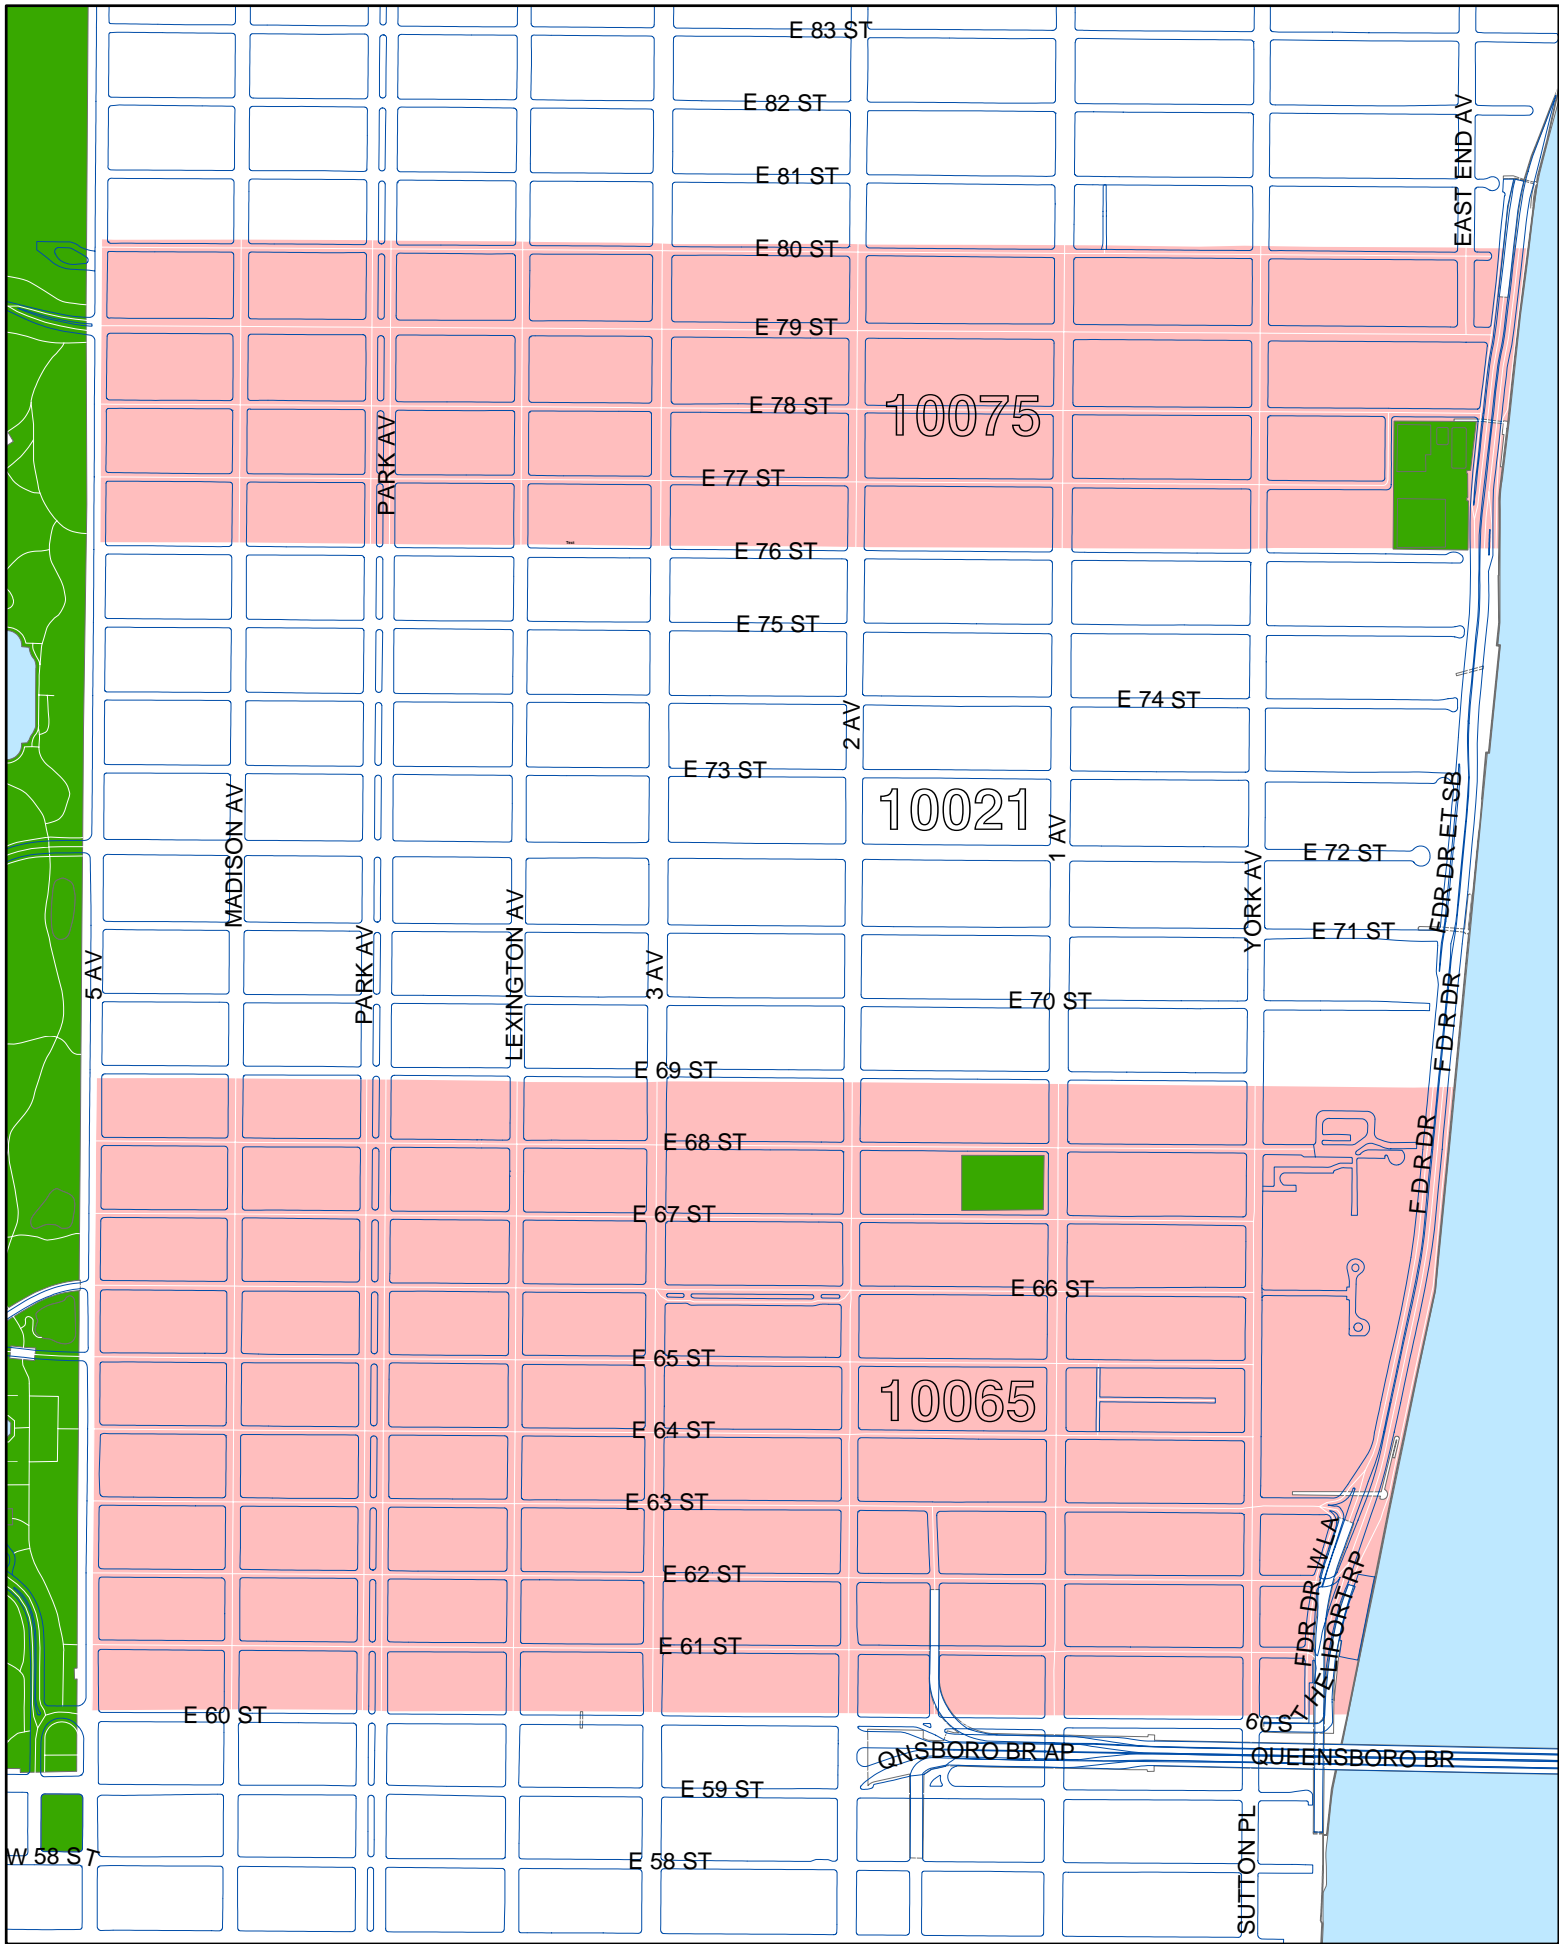 E 83 ST
E 82 ST
EAST END AV
E 81 ST
E 80 ST
E 79 ST
E 78 ST
10075
PARK AV
E 77 ST
Text
E 76 ST
E 75 ST
E 74 ST
2 AV
E 73 ST
10021
MADISON AV
1 AV
FDR DR ET SB
E 72 ST
YORK AV
LEXINGTON AV
E 71 ST
5 AV
PARK AV
3 AV
E 70 ST
F D R DR
E 69 ST
E 68 ST
F D R DR
E 67 ST
E 66 ST
E 65 ST
10065
E 64 ST
E 63 ST
FDR DR W LA
E 62 ST
E 61 ST
60 ST HELIPORT RP
E 60 ST
QNSBORO BR AP
QUEENSBORO BR
E 59 ST
SUTTON PL
W 58 ST
E 58 ST